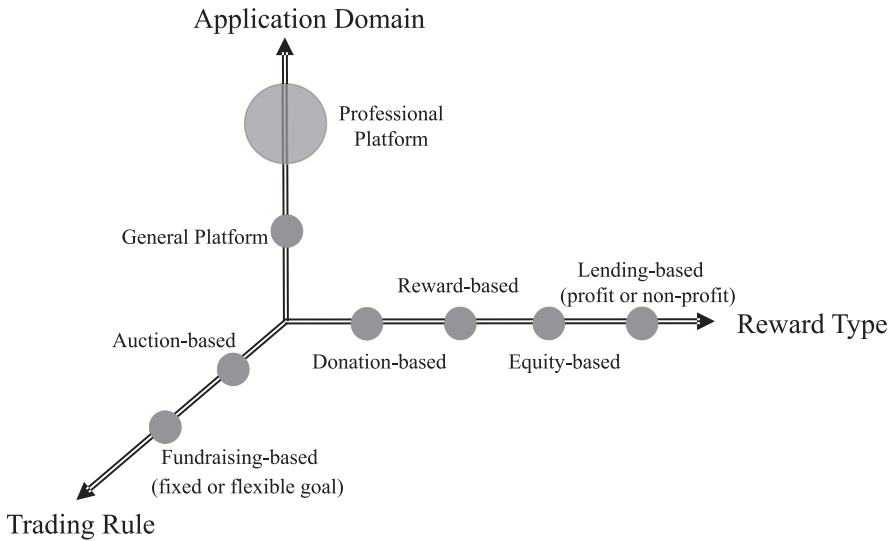 Application Domain
Professional
Platform
General Platform
Lending-based
(profit or non-profit)
Reward-based
Reward Type
Auction-based
Donation-based
Equity-based
Fundraising-based
(fixed or flexible goal)
Trading Rule